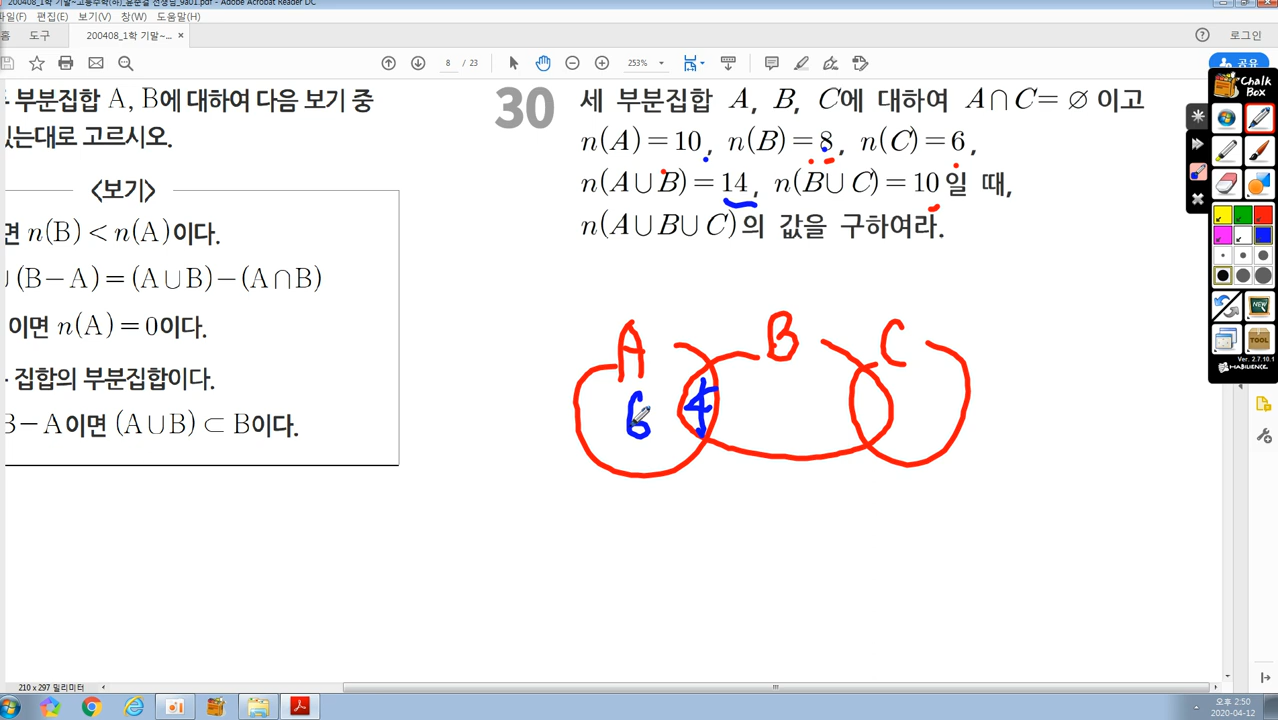 200408_1학 기말~고등수학(하)_윤준걸 선생님_9a01.pdf - Adobe Acrobat Reader DC
파일(F) 편집(E) 보기(V) 창(W) 도움말(H)
홈 도구 200408_1학 기말~... × 로그인
8 / 23 253% 공유
부분집합 A, B에 대하여 다음 보기 중
있는대로 고르시오.
<보기>
면 n(B) < n(A)이다.
∪(B-A)=(A∪B)-(A∩B)
이면 n(A)=0이다.
집합의 부분집합이다.
B-A이면 (A∪B)⊂B이다.
30 세 부분집합 A, B, C에 대하여 A∩C=∅ 이고
n(A)=10, n(B)=8, n(C)=6,
n(A∪B)=14, n(B∪C)=10일 때,
n(A∪B∪C)의 값을 구하여라.
A B C
6 4
Chalk Box
NEW
TOOL
Ver. 2.7.10.1
HABILIENCE
210 x 297 밀리미터
오후 2:50
2020-04-12